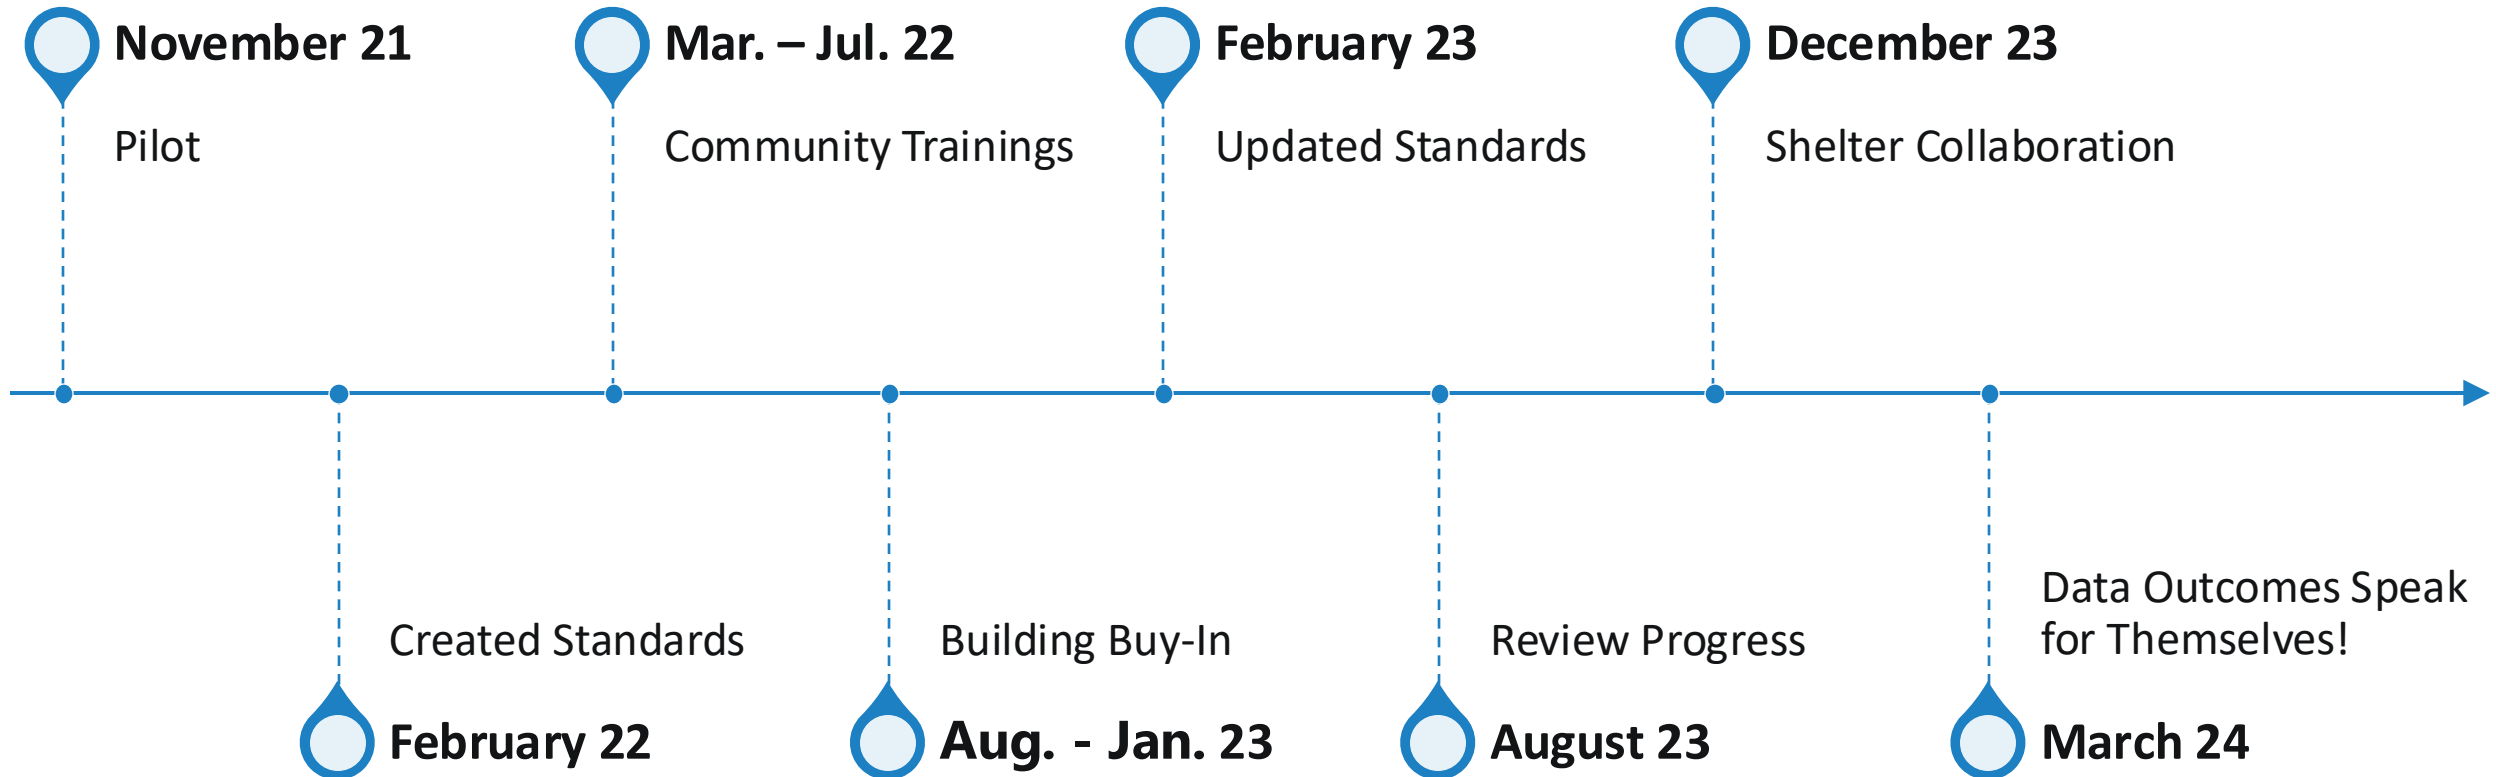 November 21
Pilot
Mar. – Jul. 22
Community Trainings
February 23
Updated Standards
December 23
Shelter Collaboration
Created Standards
February 22
Building Buy-In
Aug. - Jan. 23
Review Progress
August 23
Data Outcomes Speak
for Themselves!
March 24